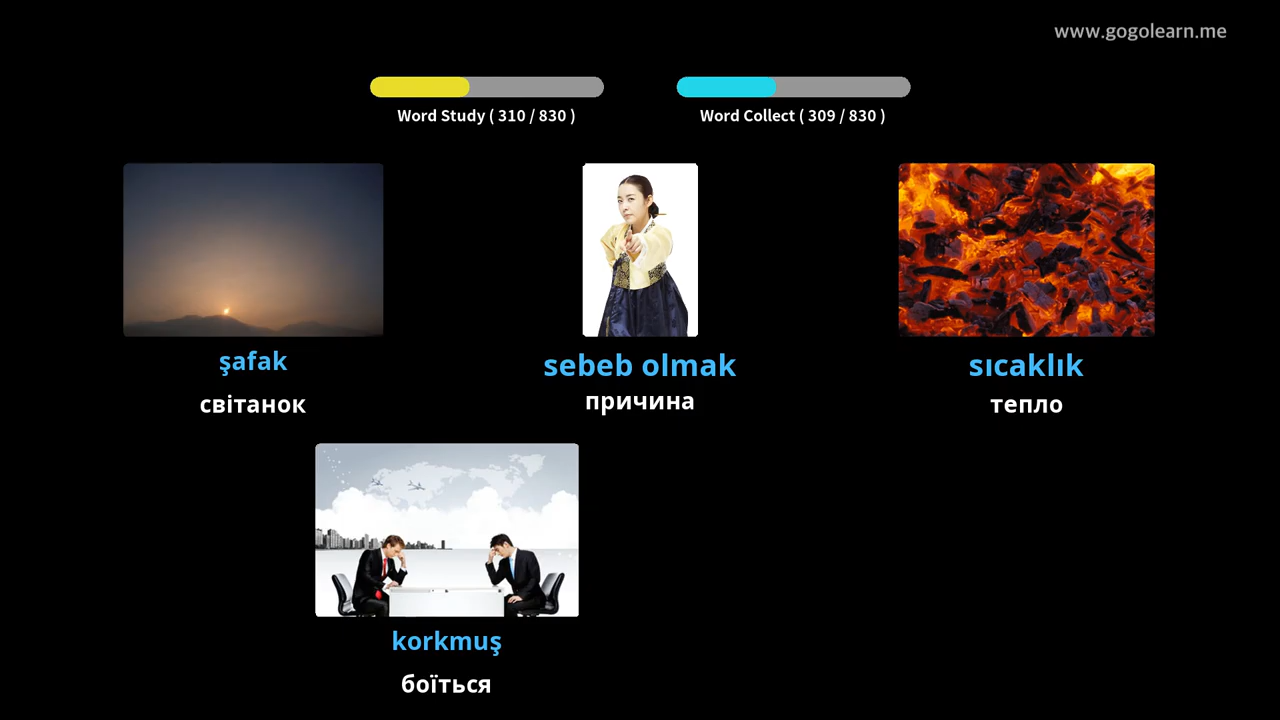 www.gogolearn.me
Word Study ( 310 / 830 )
Word Collect ( 309 / 830 )
şafak
світанок
sebeb olmak
причина
sıcaklık
тепло
korkmuş
боїться